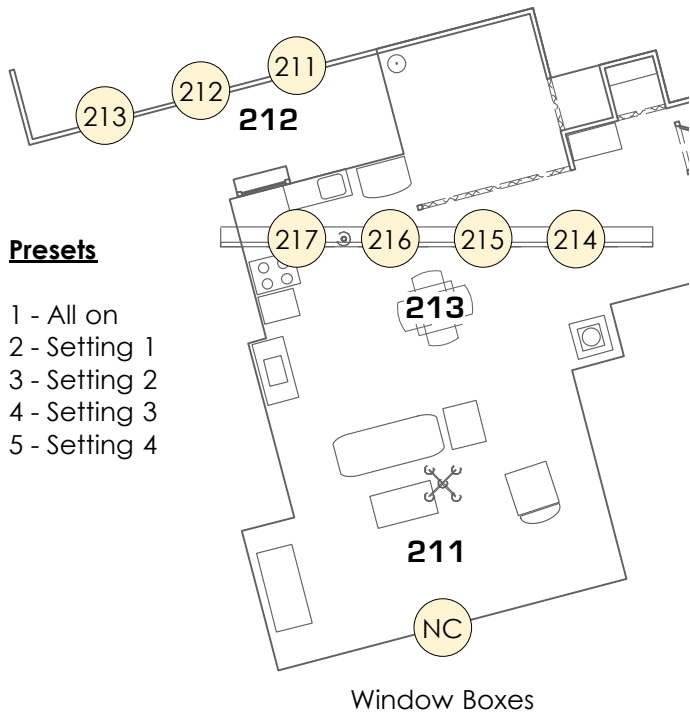 211
212
213
212
217
216
215
214
Presets
213
1 - All on
2 - Setting 1
3 - Setting 2
4 - Setting 3
5 - Setting 4
211
NC
Window Boxes